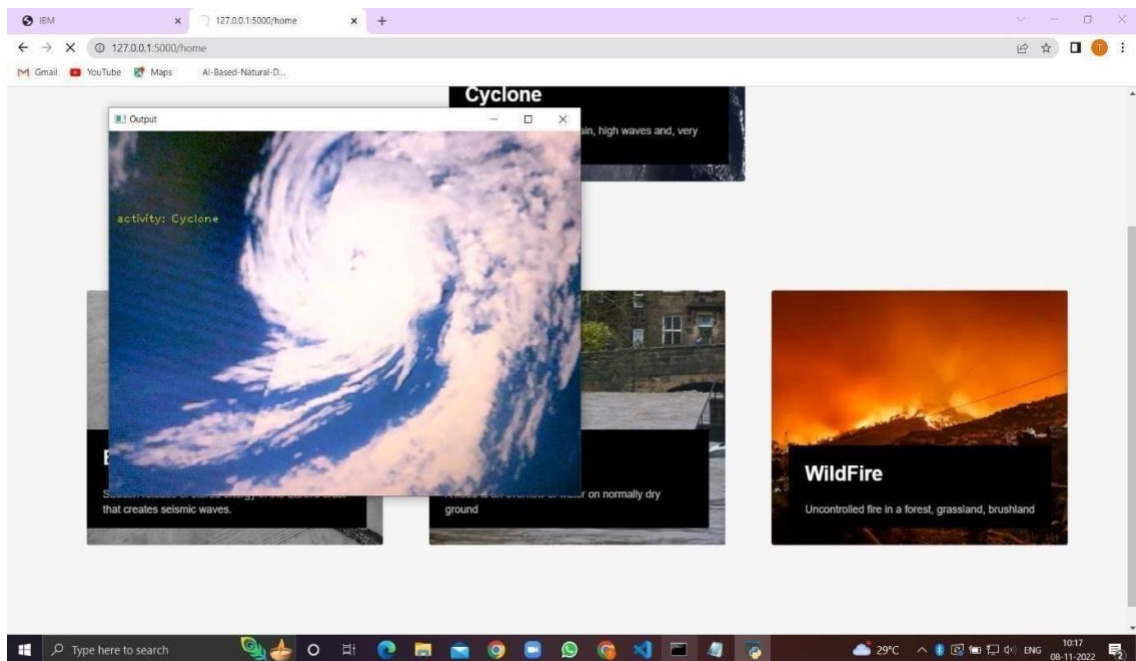 IBM
127.0.0.1:5000/home
127.0.0.1:5000/home
Gmail
YouTube
Maps
AI-Based-Natural-D...
Cyclone
ain, high waves and, very
Output
activity: Cyclone
E
that creates seismic waves.
on normally dry
ground
WildFire
Uncontrolled fire in a forest, grassland, brushland
Type here to search
29°C
ENG
10:17
08-11-2022
2